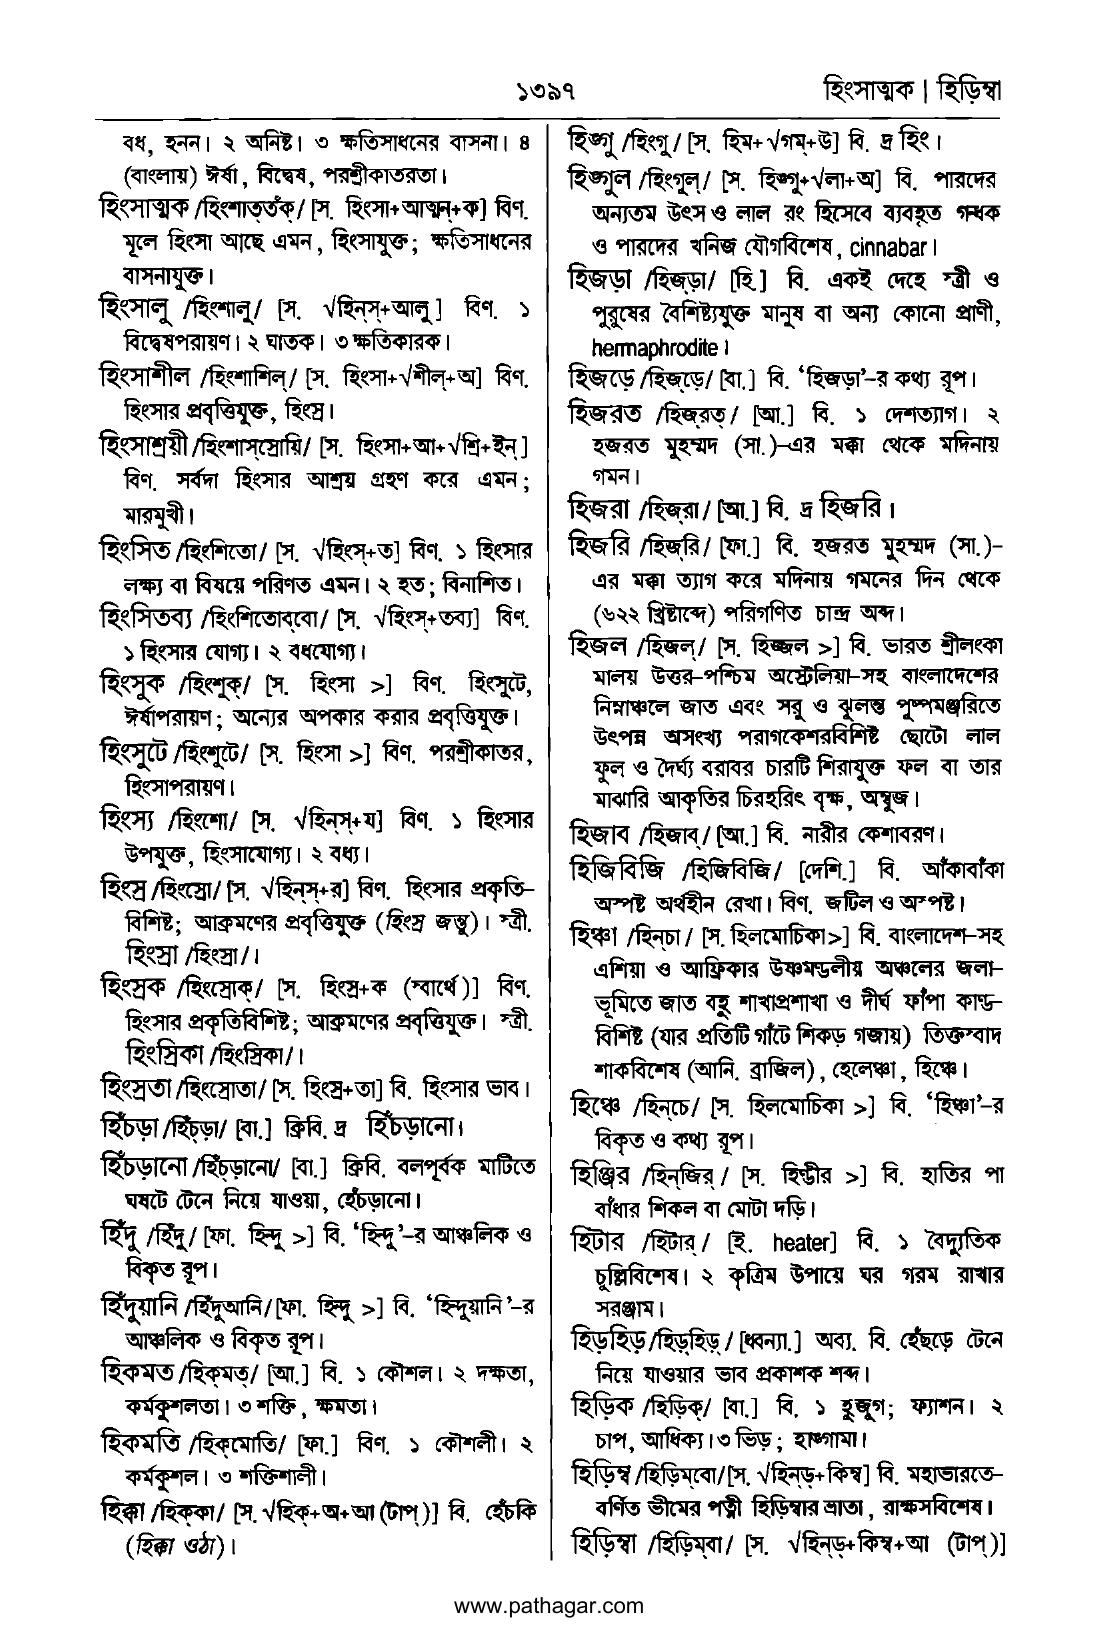 ১৩৯৭
হিংসাত্মক | হিড়িম্বা
বধ, হনন। ২ অনিষ্ট। ৩ ক্ষতিসাধনের বাসনা। ৪
(বাংলায়) ঈর্ষা, বিদ্বেষ, পরশ্রীকাতরতা।
হিংসাত্মক /হিংশাত্‌তঁক্‌/ [স. হিংসা+আত্মন্‌+ক] বিণ.
মূলে হিংসা আছে এমন, হিংসাযুক্ত; ক্ষতিসাধনের
বাসনাযুক্ত।
হিংসালু /হিংশালু/ [স. √হিন্‌স্‌+আলু] বিণ. ১
বিদ্বেষপরায়ণ। ২ ঘাতক। ৩ ক্ষতিকারক।
হিংসাশীল /হিংশাশিল্‌/ [স. হিংসা+√শীল্‌+অ] বিণ.
হিংসার প্রবৃত্তিযুক্ত, হিংস্র।
হিংসাশ্রয়ী /হিংশাস্‌স্রোয়ি/ [স. হিংসা+আ+√শ্রি+ইন্‌]
বিণ. সর্বদা হিংসার আশ্রয় গ্রহণ করে এমন;
মারমুখী।
হিংসিত /হিংশিতো/ [স. √হিংস্‌+ত] বিণ. ১ হিংসার
লক্ষ্য বা বিষয়ে পরিণত এমন। ২ হত; বিনাশিত।
হিংসিতব্য /হিংশিতোব্‌বো/ [স. √হিংস্‌+তব্য] বিণ.
১ হিংসার যোগ্য। ২ বধযোগ্য।
হিংসুক /হিংশুক্‌/ [স. হিংসা >] বিণ. হিংসুটে,
ঈর্ষাপরায়ণ; অন্যের অপকার করার প্রবৃত্তিযুক্ত।
হিংসুটে /হিংশুটে/ [স. হিংসা >] বিণ. পরশ্রীকাতর,
হিংসাপরায়ণ।
হিংস্য /হিংশো/ [স. √হিন্‌স্‌+য] বিণ. ১ হিংসার
উপযুক্ত, হিংসাযোগ্য। ২ বধ্য।
হিংস্র /হিংস্রো/ [স. √হিন্‌স্‌+র] বিণ. হিংসার প্রকৃতি-
বিশিষ্ট; আক্রমণের প্রবৃত্তিযুক্ত (হিংস্র জন্তু)। স্ত্রী.
হিংস্রা /হিংস্রা/।
হিংস্রক /হিংস্রোক্‌/ [স. হিংস্র+ক (স্বার্থে)] বিণ.
হিংসার প্রকৃতিবিশিষ্ট; আক্রমণের প্রবৃত্তিযুক্ত। স্ত্রী.
হিংস্রিকা /হিংস্রিকা/।
হিংস্রতা /হিংস্রোতা/ [স. হিংস্র+তা] বি. হিংসার ভাব।
হিঁচড়া /হিঁচ্‌ড়া/ [বা.] ক্রিবি. দ্র হিঁচড়ানো।
হিঁচড়ানো /হিঁচ্‌ড়ানো/ [বা.] ক্রিবি. বলপূর্বক মাটিতে
ঘষটে টেনে নিয়ে যাওয়া, হেঁচড়ানো।
হিঁদু /হিঁদু/ [ফা. হিন্দু >] বি. ‘হিন্দু’-র আঞ্চলিক ও
বিকৃত রূপ।
হিঁদুয়ানি /হিঁদুআনি/ [ফা. হিন্দু >] বি. ‘হিন্দুয়ানি’-র
আঞ্চলিক ও বিকৃত রূপ।
হিকমত /হিক্‌মত্‌/ [আ.] বি. ১ কৌশল। ২ দক্ষতা,
কর্মকুশলতা। ৩ শক্তি, ক্ষমতা।
হিকমতি /হিক্‌মোতি/ [ফা.] বিণ. ১ কৌশলী। ২
কর্মকুশল। ৩ শক্তিশালী।
হিক্কা /হিক্‌কা/ [স. √হিক্‌+অ+আ (টাপ্‌)] বি. হেঁচকি
(হিক্কা ওঠা)।
হিঙ্গু /হিংগু/ [স. হিম+√গম্‌+উ] বি. দ্র হিং।
হিঙ্গুল /হিংগুল্‌/ [স. হিঙ্গু+√লা+অ] বি. পারদের
অন্যতম উৎস ও লাল রং হিসেবে ব্যবহৃত গন্ধক
ও পারদের খনিজ যৌগবিশেষ, cinnabar।
হিজড়া /হিজ্‌ড়া/ [হি.] বি. একই দেহে স্ত্রী ও
পুরুষের বৈশিষ্ট্যযুক্ত মানুষ বা অন্য কোনো প্রাণী,
hermaphrodite।
হিজড়ে /হিজ্‌ড়ে/ [বা.] বি. ‘হিজড়া’-র কথ্য রূপ।
হিজরত /হিজ্‌রত্‌/ [আ.] বি. ১ দেশত্যাগ। ২
হজরত মুহম্মদ (সা.)-এর মক্কা থেকে মদিনায়
গমন।
হিজরা /হিজ্‌রা/ [আ.] বি. দ্র হিজরি।
হিজরি /হিজ্‌রি/ [ফা.] বি. হজরত মুহম্মদ (সা.)-
এর মক্কা ত্যাগ করে মদিনায় গমনের দিন থেকে
(৬২২ খ্রিষ্টাব্দে) পরিগণিত চান্দ্র অব্দ।
হিজল /হিজল্‌/ [স. হিজ্জল >] বি. ভারত শ্রীলংকা
মালয় উত্তর-পশ্চিম অস্ট্রেলিয়া-সহ বাংলাদেশের
নিম্নাঞ্চলে জাত এবং সরু ও ঝুলন্ত পুষ্পমঞ্জরিতে
উৎপন্ন অসংখ্য পরাগকেশরবিশিষ্ট ছোটো লাল
ফুল ও দৈর্ঘ্য বরাবর চারটি শিরাযুক্ত ফল বা তার
মাঝারি আকৃতির চিরহরিৎ বৃক্ষ, অম্বুজ।
হিজাব /হিজাব্‌/ [আ.] বি. নারীর কেশাবরণ।
হিজিবিজি /হিজিবিজি/ [দেশি.] বি. আঁকাবাঁকা
অস্পষ্ট অর্থহীন রেখা। বিণ. জটিল ও অস্পষ্ট।
হিঞ্চা /হিন্‌চা/ [স. হিলমোচিকা>] বি. বাংলাদেশ-সহ
এশিয়া ও আফ্রিকার উষ্ণমণ্ডলীয় অঞ্চলের জলা-
ভূমিতে জাত বহু শাখাপ্রশাখা ও দীর্ঘ ফাঁপা কাণ্ড-
বিশিষ্ট (যার প্রতিটি গাঁটে শিকড় গজায়) তিক্তস্বাদ
শাকবিশেষ (আনি. ব্রাজিল), হেলেঞ্চা, হিঞ্চে।
হিঞ্চে /হিন্‌চে/ [স. হিলমোচিকা >] বি. ‘হিঞ্চা’-র
বিকৃত ও কথ্য রূপ।
হিঞ্জির /হিন্‌জির্‌/ [স. হিণ্ডীর >] বি. হাতির পা
বাঁধার শিকল বা মোটা দড়ি।
হিটার /হিটার্‌/ [ই. heater] বি. ১ বৈদ্যুতিক
চুল্লিবিশেষ। ২ কৃত্রিম উপায়ে ঘর গরম রাখার
সরঞ্জাম।
হিড়হিড় /হিড়্‌হিড়্‌/ [ধ্বন্যা.] অব্য. বি. হেঁছড়ে টেনে
নিয়ে যাওয়ার ভাব প্রকাশক শব্দ।
হিড়িক /হিড়িক্‌/ [বা.] বি. ১ হুজুগ; ফ্যাশন। ২
চাপ, আধিক্য। ৩ ভিড়; হাঙ্গামা।
হিড়িম্ব /হিড়িম্‌বো/ [স. √হিন্‌ড়্‌+কিম্ব] বি. মহাভারতে-
বর্ণিত ভীমের পত্নী হিড়িম্বার ভ্রাতা, রাক্ষসবিশেষ।
হিড়িম্বা /হিড়িম্‌বা/ [স. √হিন্‌ড়্‌+কিম্ব+আ (টাপ্‌)]
www.pathagar.com